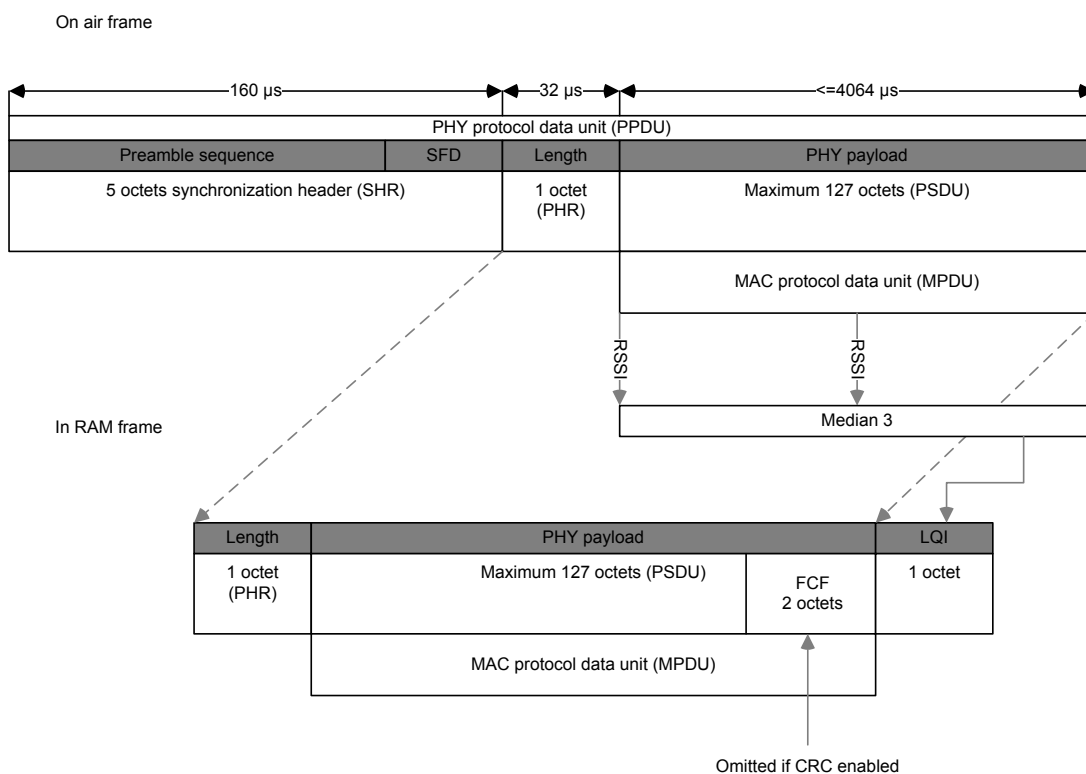 On air frame
160 µs
32 µs
<=4064 µs
PHY protocol data unit (PPDU)
Preamble sequence
SFD
Length
PHY payload
5 octets synchronization header (SHR)
1 octet
(PHR)
Maximum 127 octets (PSDU)
MAC protocol data unit (MPDU)
RSSI
RSSI
In RAM frame
Median 3
Length
PHY payload
LQI
1 octet
(PHR)
Maximum 127 octets (PSDU)
FCF
2 octets
1 octet
MAC protocol data unit (MPDU)
Omitted if CRC enabled